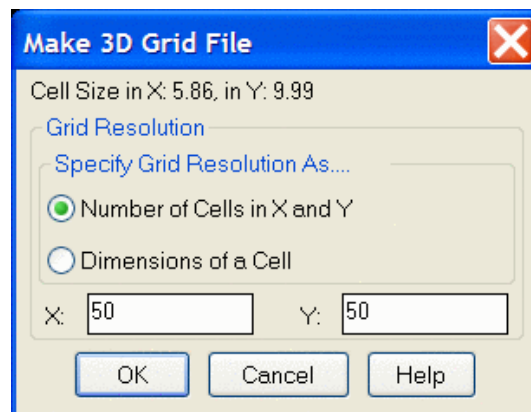 Make 3D Grid File
Cell Size in X: 5.86, in Y: 9.99
Grid Resolution
Specify Grid Resolution As....
Number of Cells in X and Y
Dimensions of a Cell
X: 50 Y: 50
OK Cancel Help